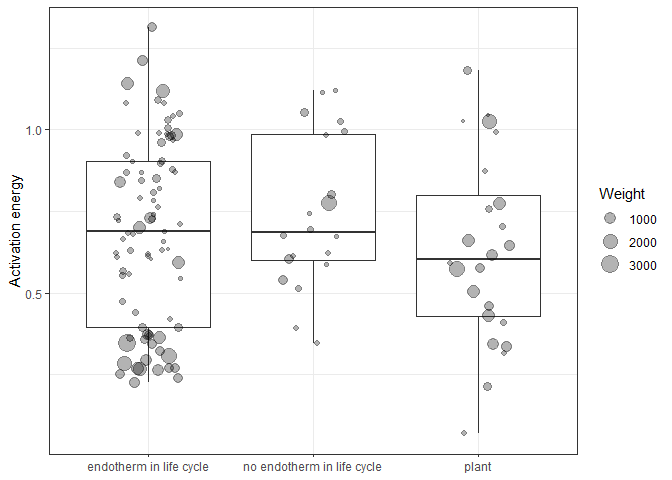 Activation energy
1.0
0.5
endotherm in life cycle
no endotherm in life cycle
plant
Weight
1000
2000
3000